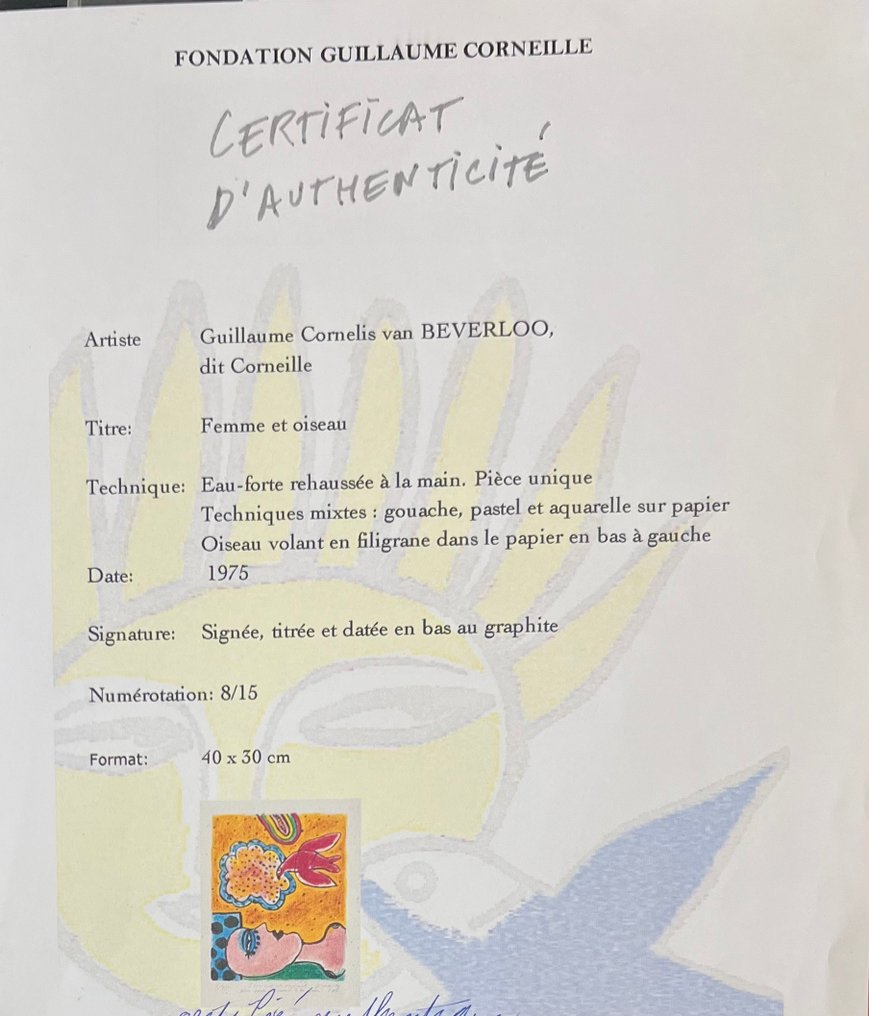 FONDATION GUILLAUME CORNEILLE
CERTIFICAT
D'AUTHENTICITÉ
Artiste Guillaume Cornelis van BEVERLOO,
dit Corneille
Titre: Femme et oiseau
Technique: Eau-forte rehaussée à la main. Pièce unique
Techniques mixtes : gouache, pastel et aquarelle sur papier
Oiseau volant en filigrane dans le papier en bas à gauche
Date: 1975
Signature: Signée, titrée et datée en bas au graphite
Numérotation: 8/15
Format: 40 x 30 cm